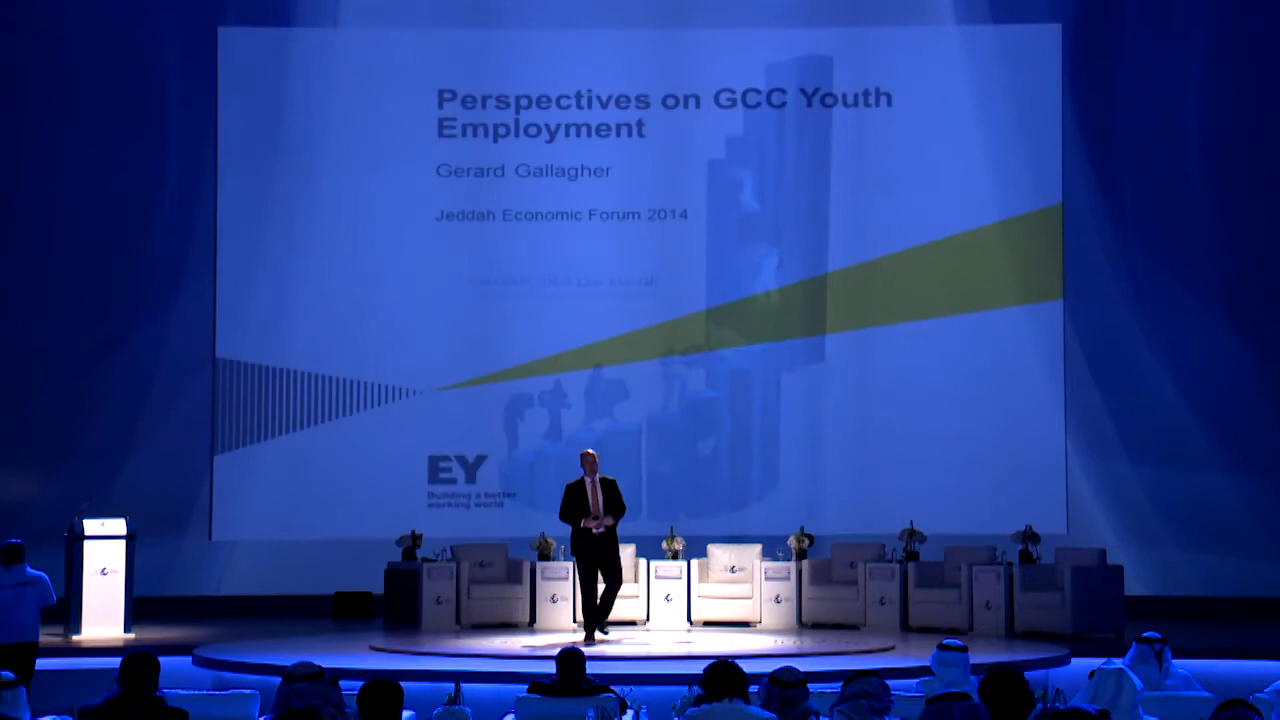 Perspectives on GCC Youth
Employment
Gerard Gallagher
Jeddah Economic Forum 2014
EY
Building a better
working world